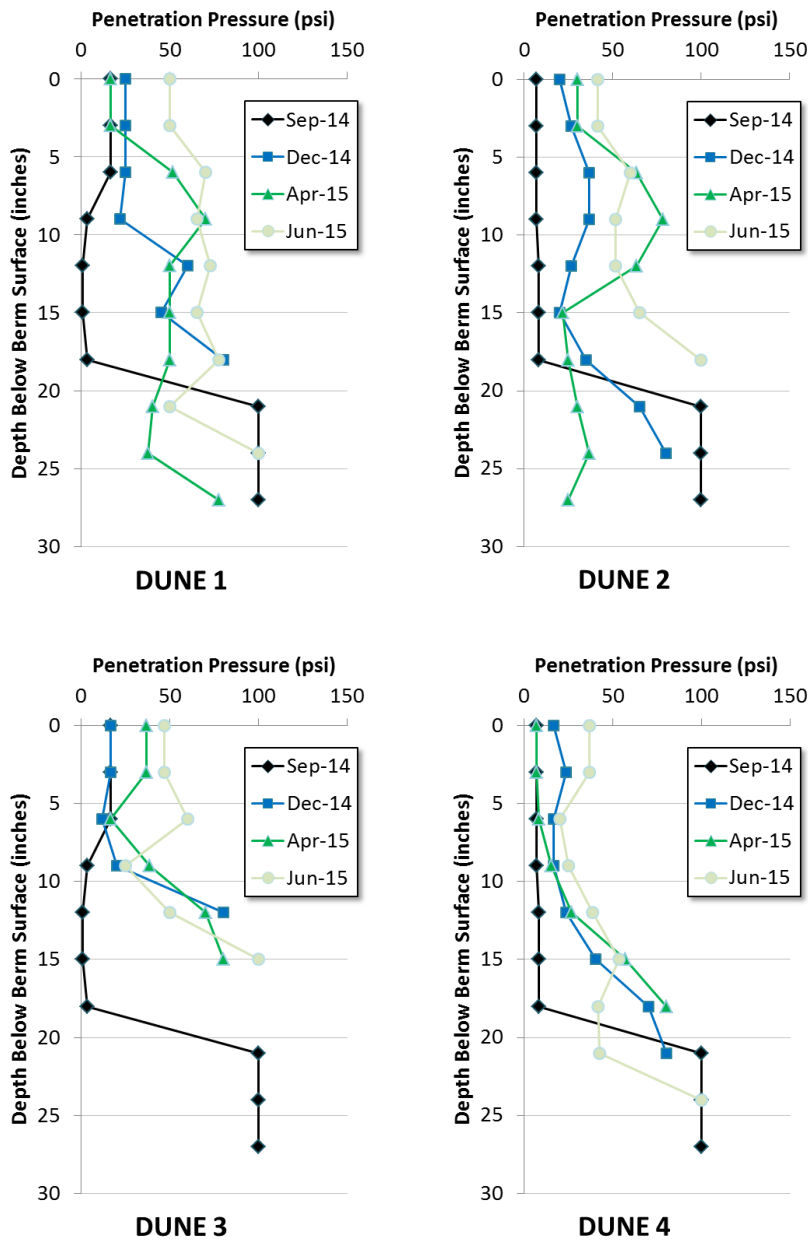 Penetration Pressure (psi)
0 50 100 150
Depth Below Berm Surface (inches)
0
5
10
15
20
25
30
Sep-14
Dec-14
Apr-15
Jun-15
DUNE 1
Penetration Pressure (psi)
0 50 100 150
Depth Below Berm Surface (inches)
0
5
10
15
20
25
30
Sep-14
Dec-14
Apr-15
Jun-15
DUNE 2
Penetration Pressure (psi)
0 50 100 150
Depth Below Berm Surface (inches)
0
5
10
15
20
25
30
Sep-14
Dec-14
Apr-15
Jun-15
DUNE 3
Penetration Pressure (psi)
0 50 100 150
Depth Below Berm Surface (inches)
0
5
10
15
20
25
30
Sep-14
Dec-14
Apr-15
Jun-15
DUNE 4